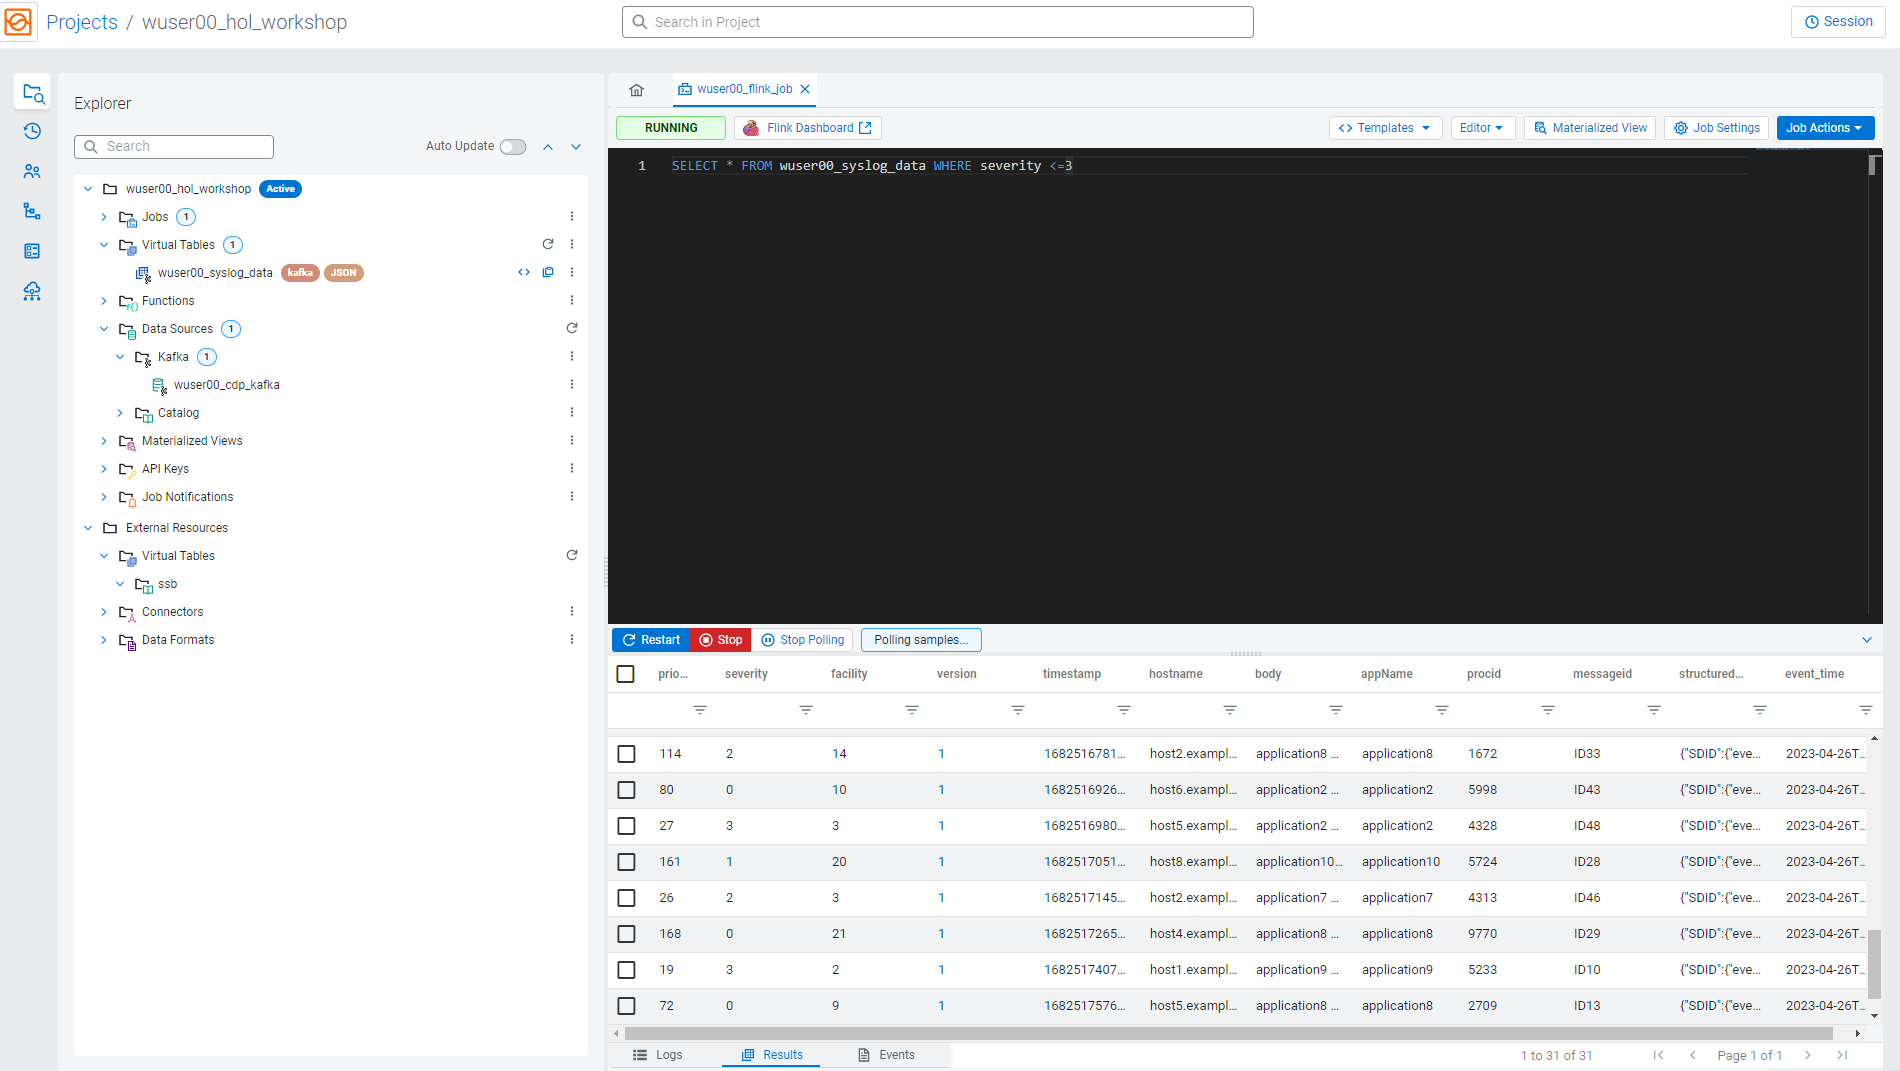 Projects / wuser00_hol_workshop
Search in Project
Session
Explorer
Search
Auto Update
wuser00_hol_workshop Active
Jobs 1
Virtual Tables 1
wuser00_syslog_data kafka JSON
Functions
Data Sources 1
Kafka 1
wuser00_cdp_kafka
Catalog
Materialized Views
API Keys
Job Notifications
External Resources
Virtual Tables
ssb
Connectors
Data Formats
wuser00_flink_job
RUNNING
Flink Dashboard
Templates
Editor
Materialized View
Job Settings
Job Actions
1 SELECT * FROM wuser00_syslog_data WHERE severity <=3
Restart
Stop
Stop Polling
Polling samples...
prio... severity facility version timestamp hostname body appName procid messageid structured... event_time
114 2 14 1 1682516781... host2.exampl... application8 ... application8 1672 ID33 {"SDID":{"eve... 2023-04-26T...
80 0 10 1 1682516926... host6.exampl... application2 ... application2 5998 ID43 {"SDID":{"eve... 2023-04-26T...
27 3 3 1 1682516980... host5.exampl... application2 ... application2 4328 ID48 {"SDID":{"eve... 2023-04-26T...
161 1 20 1 1682517051... host8.exampl... application10... application10 5724 ID28 {"SDID":{"eve... 2023-04-26T...
26 2 3 1 1682517145... host2.exampl... application7 ... application7 4313 ID46 {"SDID":{"eve... 2023-04-26T...
168 0 21 1 1682517265... host4.exampl... application8 ... application8 9770 ID29 {"SDID":{"eve... 2023-04-26T...
19 3 2 1 1682517407... host1.exampl... application9 ... application9 5233 ID10 {"SDID":{"eve... 2023-04-26T...
72 0 9 1 1682517576... host5.exampl... application8 ... application8 2709 ID13 {"SDID":{"eve... 2023-04-26T...
Logs
Results
Events
1 to 31 of 31
Page 1 of 1